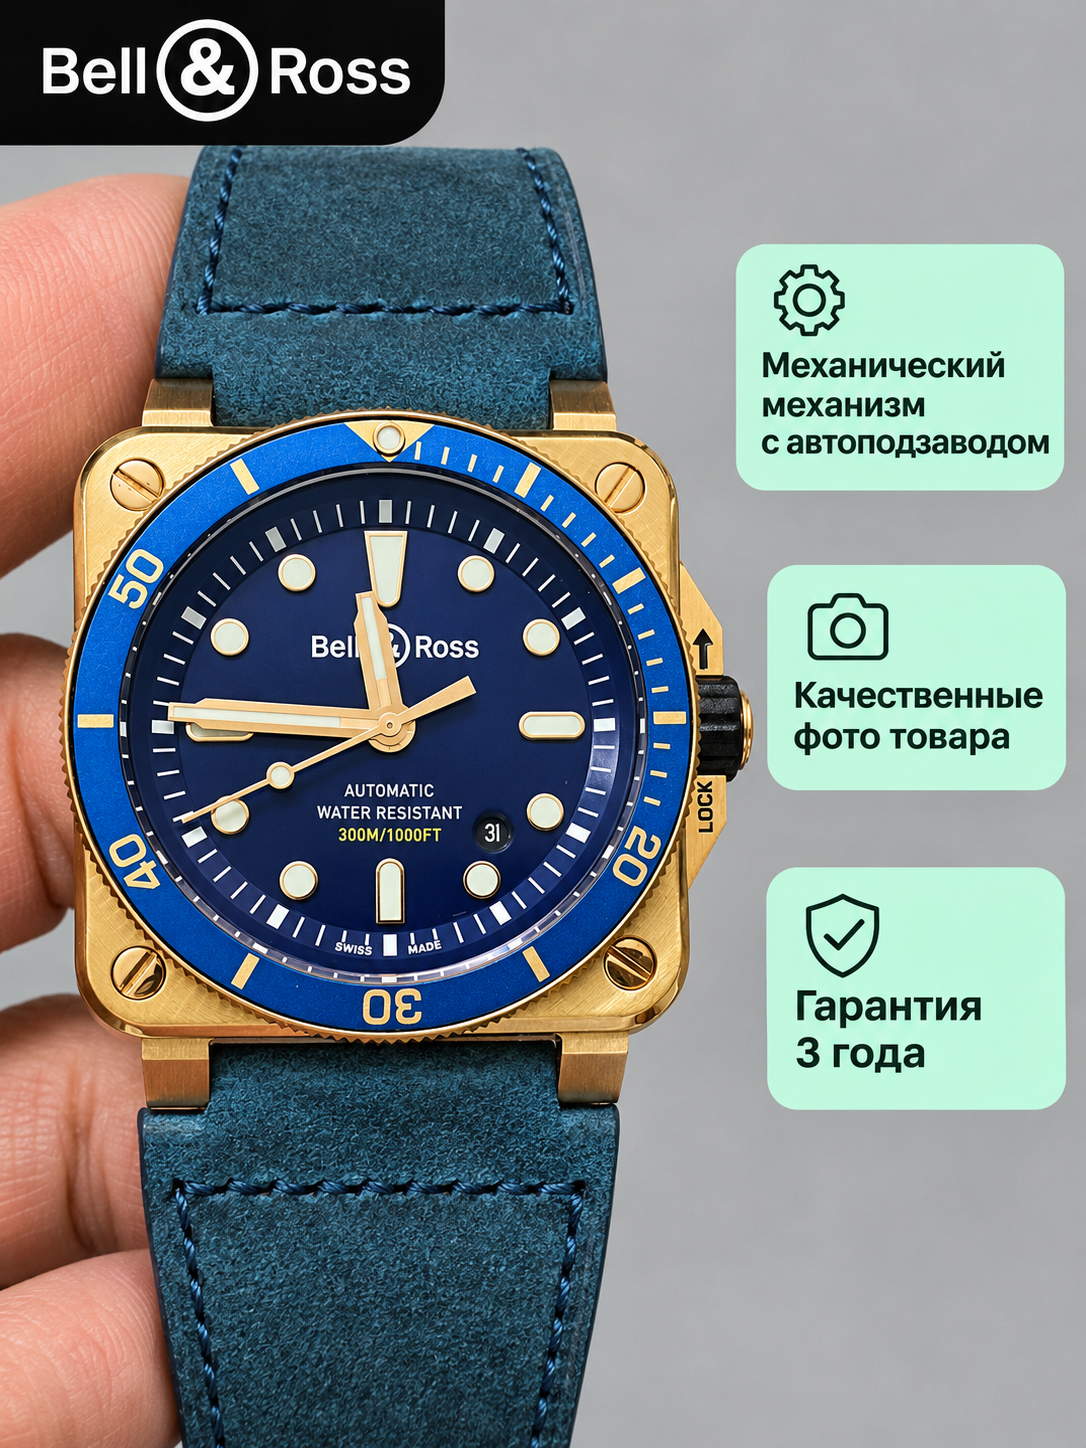 Bell & Ross
Механический
механизм
с автоподзаводом
Качественные
фото товара
Гарантия
3 года
50
40
30
20
Bell & Ross
AUTOMATIC
WATER RESISTANT
300M/1000FT
31
SWISS MADE
LOCK